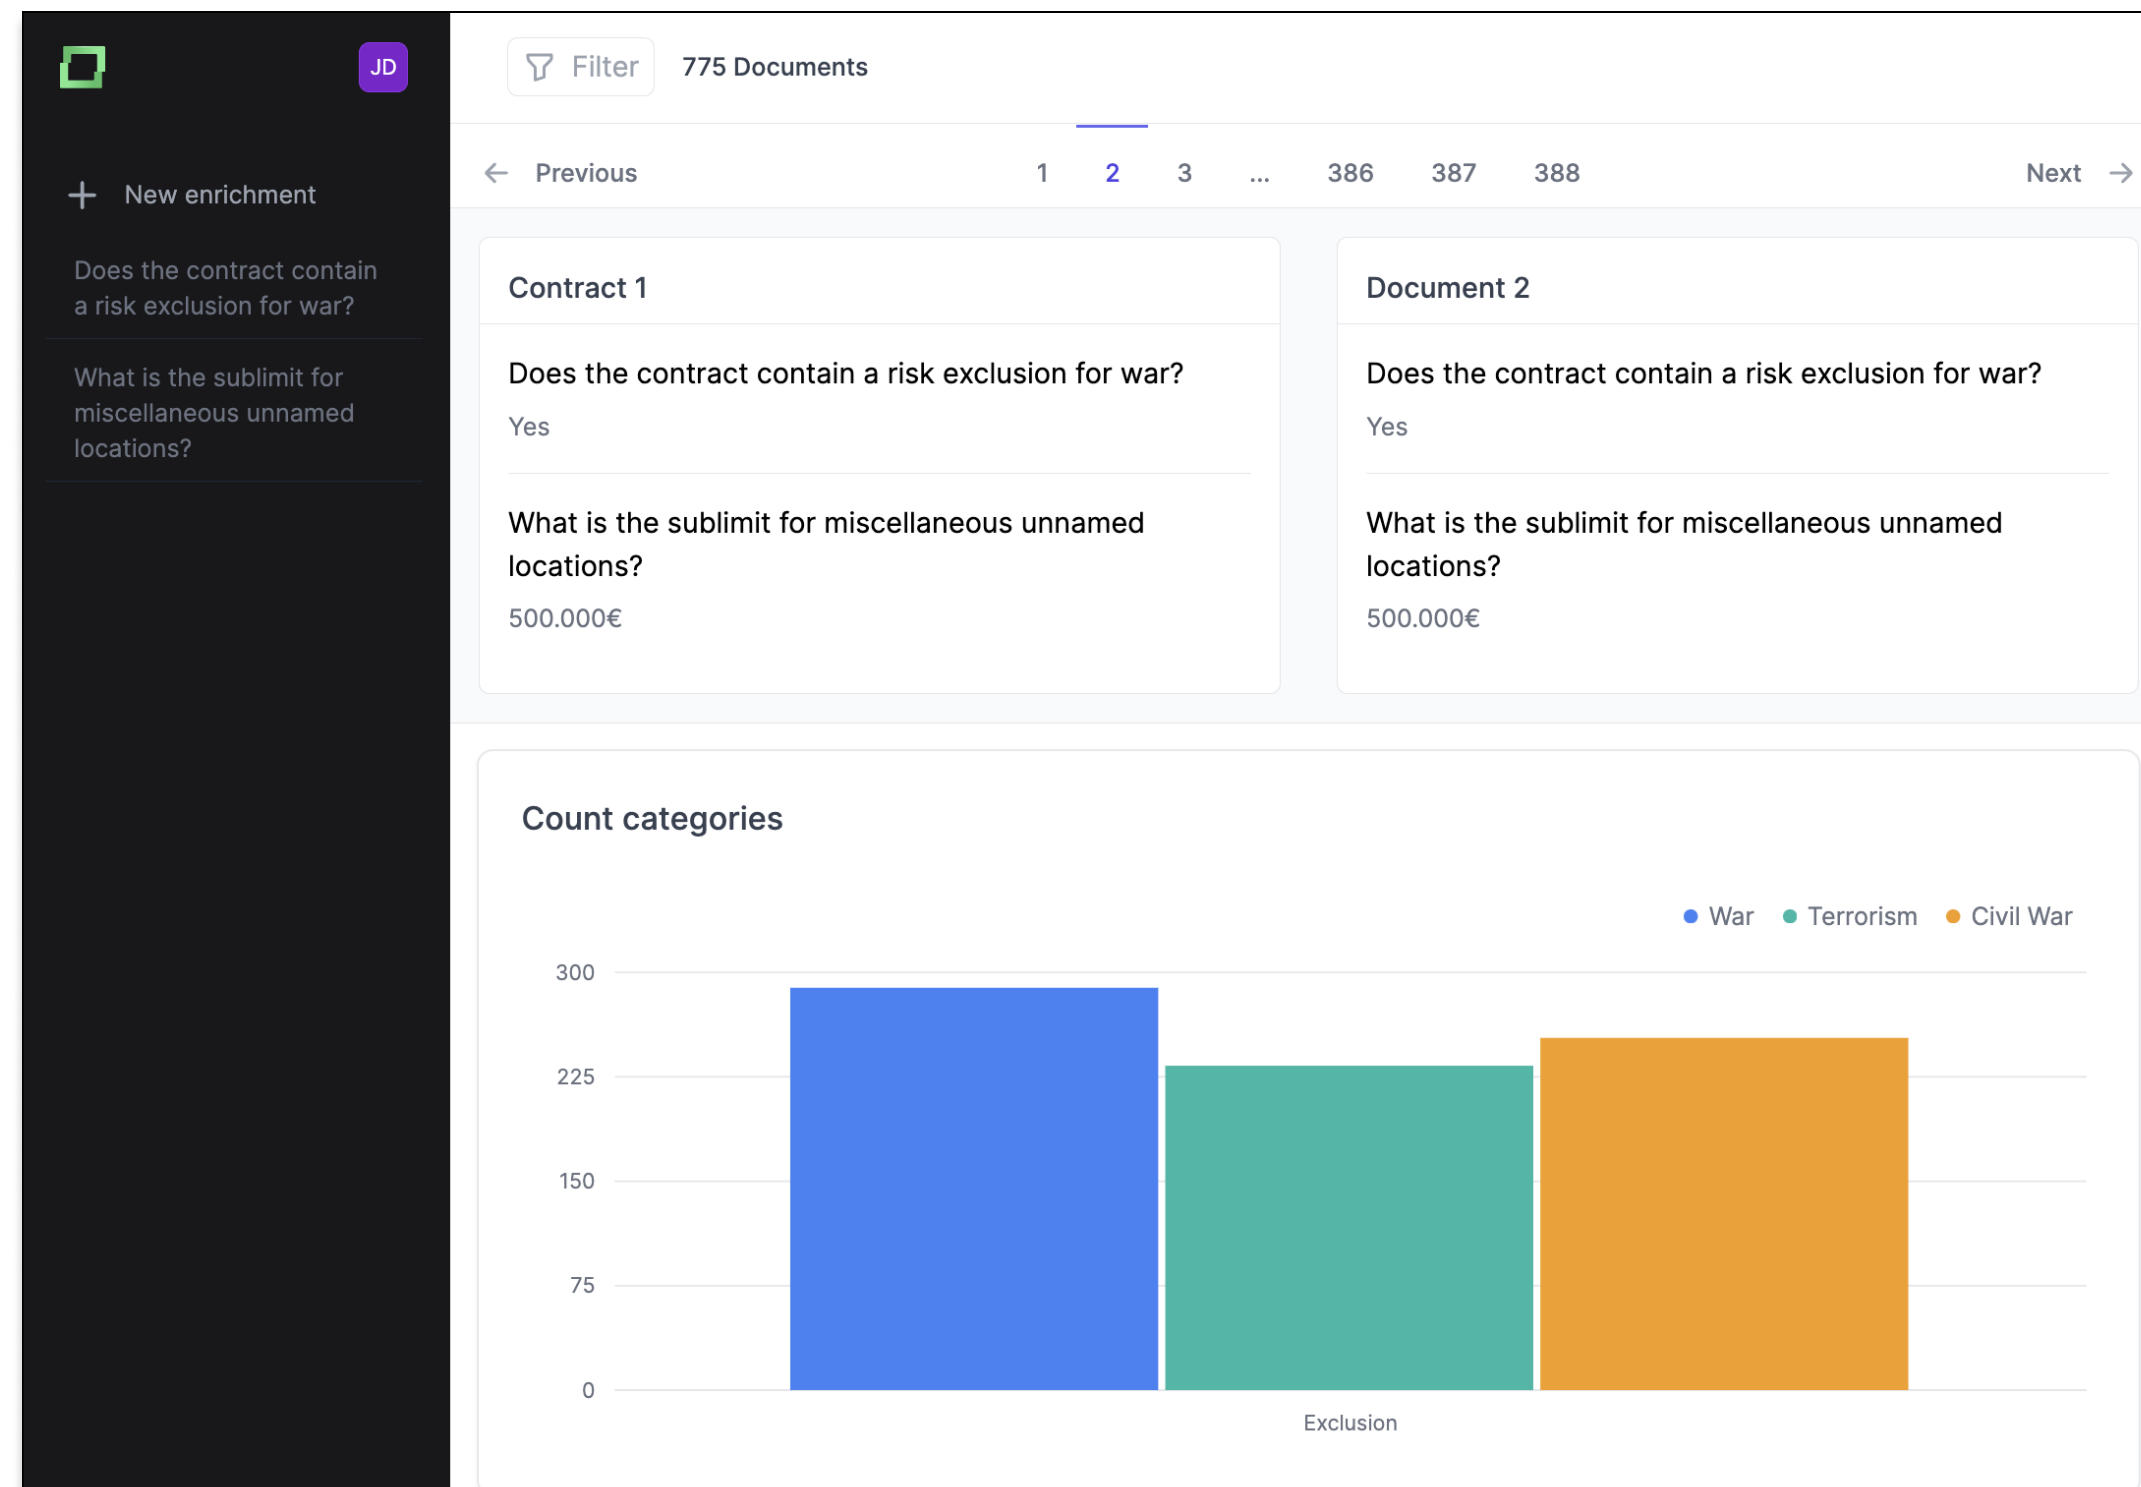 JD
New enrichment
Does the contract contain
a risk exclusion for war?
What is the sublimit for
miscellaneous unnamed
locations?
Filter
775 Documents
Previous
1 2 3 ... 386 387 388
Next
Contract 1
Does the contract contain a risk exclusion for war?
Yes
What is the sublimit for miscellaneous unnamed
locations?
500.000€
Document 2
Does the contract contain a risk exclusion for war?
Yes
What is the sublimit for miscellaneous unnamed
locations?
500.000€
Count categories
War
Terrorism
Civil War
300
225
150
75
0
Exclusion